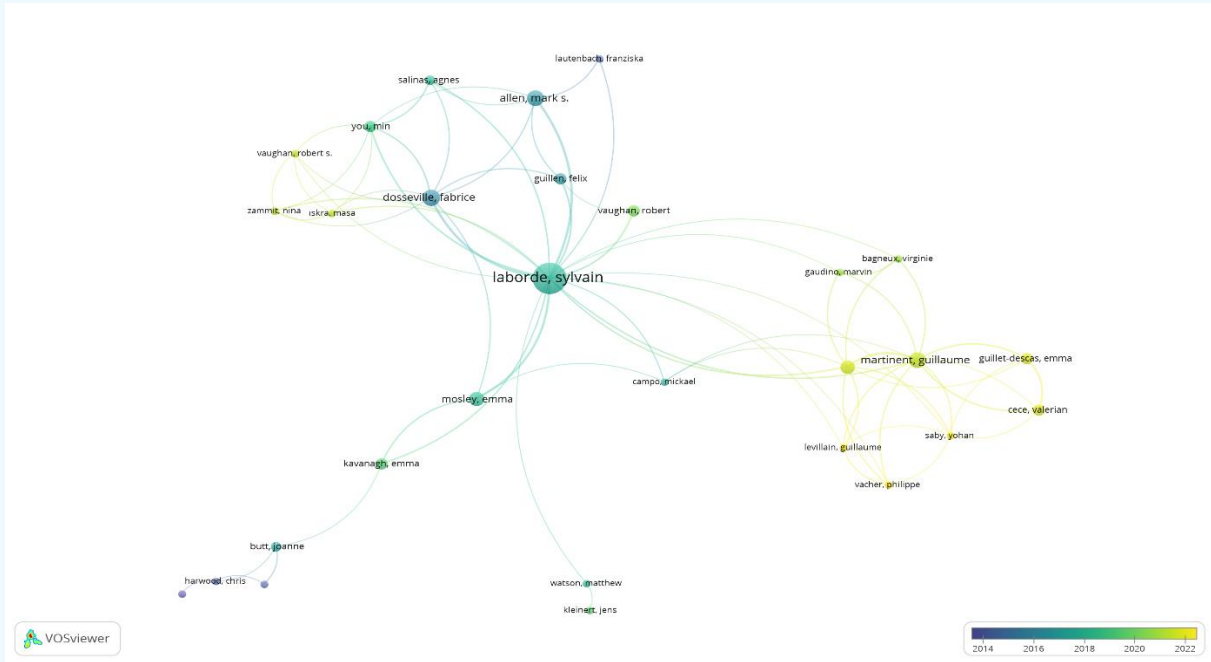 lautenbach, franziska
salinas, agnes
allen, mark s.
you, min
vaughan, robert s.
guillen, felix
dosseville, fabrice
zammit, nina
iskra, masa
vaughan, robert
bagneux, virginie
gaudino, marvin
laborde, sylvain
martinent, guillaume
guillet-descas, emma
campo, mickael
mosley, emma
cece, valerian
saby, yohan
levillain, guillaume
kavanagh, emma
vacher, philippe
butt, joanne
harwood, chris
watson, matthew
kleinert, jens
VOSviewer
2014 2016 2018 2020 2022